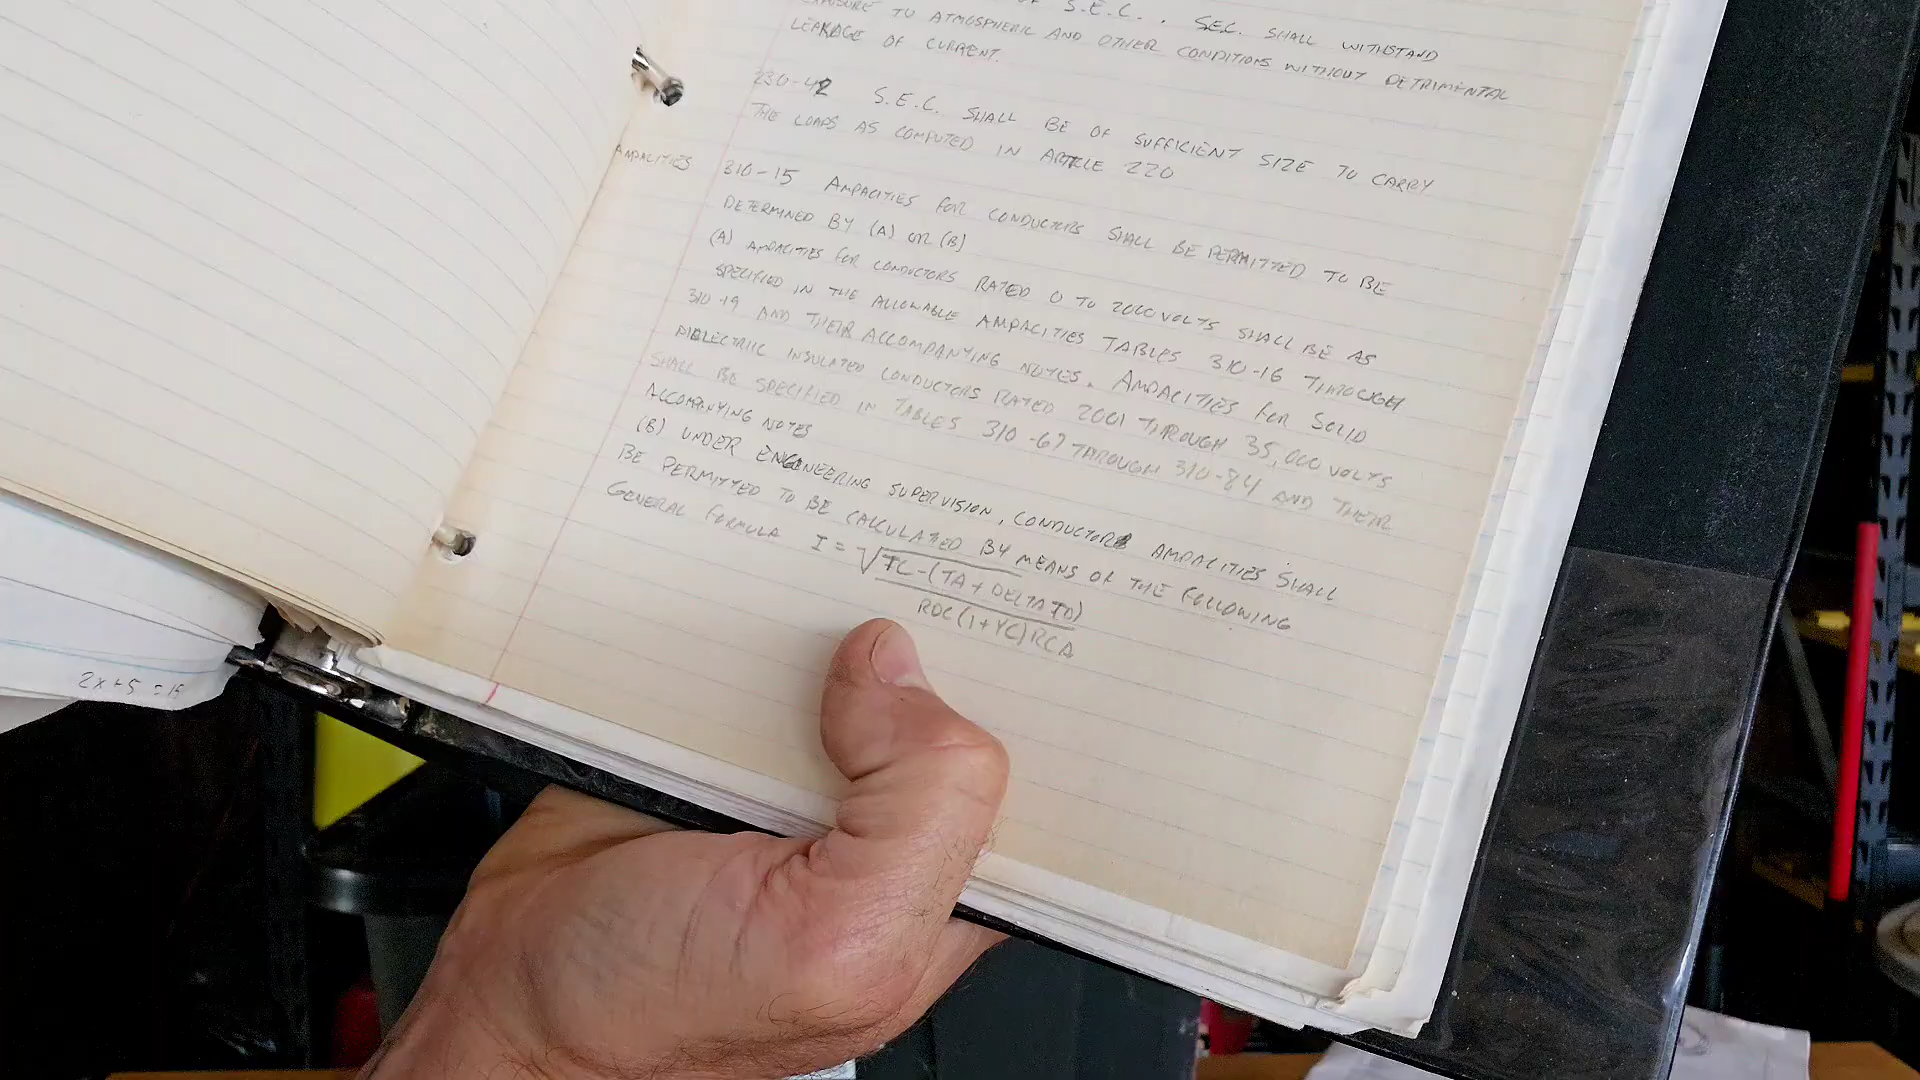 OF S.E.C.. SEC. SHALL WITHSTAND
EXPOSURE TO ATMOSPHERIC AND OTHER CONDITIONS WITHOUT DETRIMENTAL
LEAKAGE OF CURRENT.
230-42 S.E.C. SHALL BE OF SUFFICIENT SIZE TO CARRY
THE LOADS AS COMPUTED IN ARTICLE 220
AMPACITIES 310-15 AMPACITIES FOR CONDUCTORS SHALL BE PERMITTED TO BE
DETERMINED BY (A) OR (B)
(A) AMPACITIES FOR CONDUCTORS RATED 0 TO 2000 VOLTS SHALL BE AS
SPECIFIED IN THE ALLOWABLE AMPACITIES TABLES 310-16 THROUGH
310-19 AND THEIR ACCOMPANYING NOTES. AMPACITIES FOR SOLID
DIELECTRIC INSULATED CONDUCTORS RATED 2001 THROUGH 35,000 VOLTS
SHALL BE SPECIFIED IN TABLES 310-67 THROUGH 310-84 AND THEIR
ACCOMPANYING NOTES
(B) UNDER ENGINEERING SUPERVISION, CONDUCTOR AMPACITIES SHALL
BE PERMITTED TO BE CALCULATED BY MEANS OF THE FOLLOWING
GENERAL FORMULA I = √TC-(TA + DELTA TD)
RDC (1+YC) RCA
2x+5 = 15